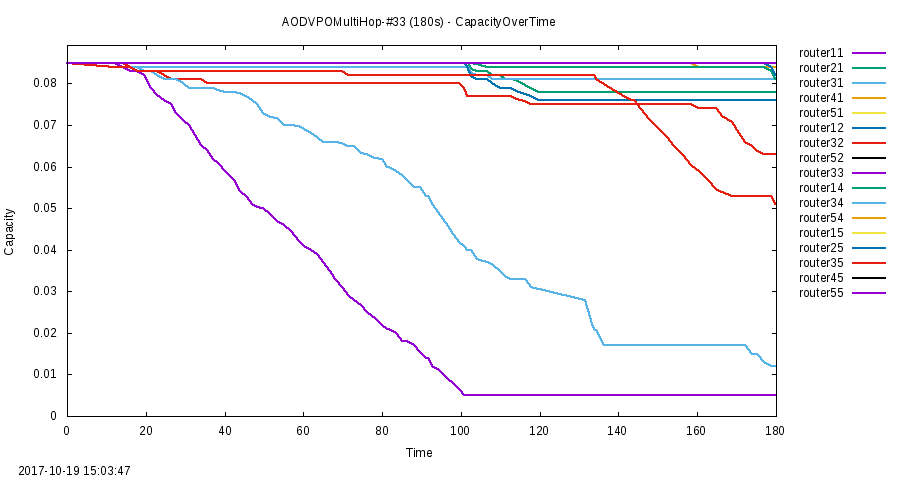 AODVPOMultiHop-#33 (180s) - CapacityOverTime
Capacity
0.08
0.07
0.06
0.05
0.04
0.03
0.02
0.01
0
0 20 40 60 80 100 120 140 160 180
Time
router11
router21
router31
router41
router51
router12
router32
router52
router33
router14
router34
router54
router15
router25
router35
router45
router55
2017-10-19 15:03:47